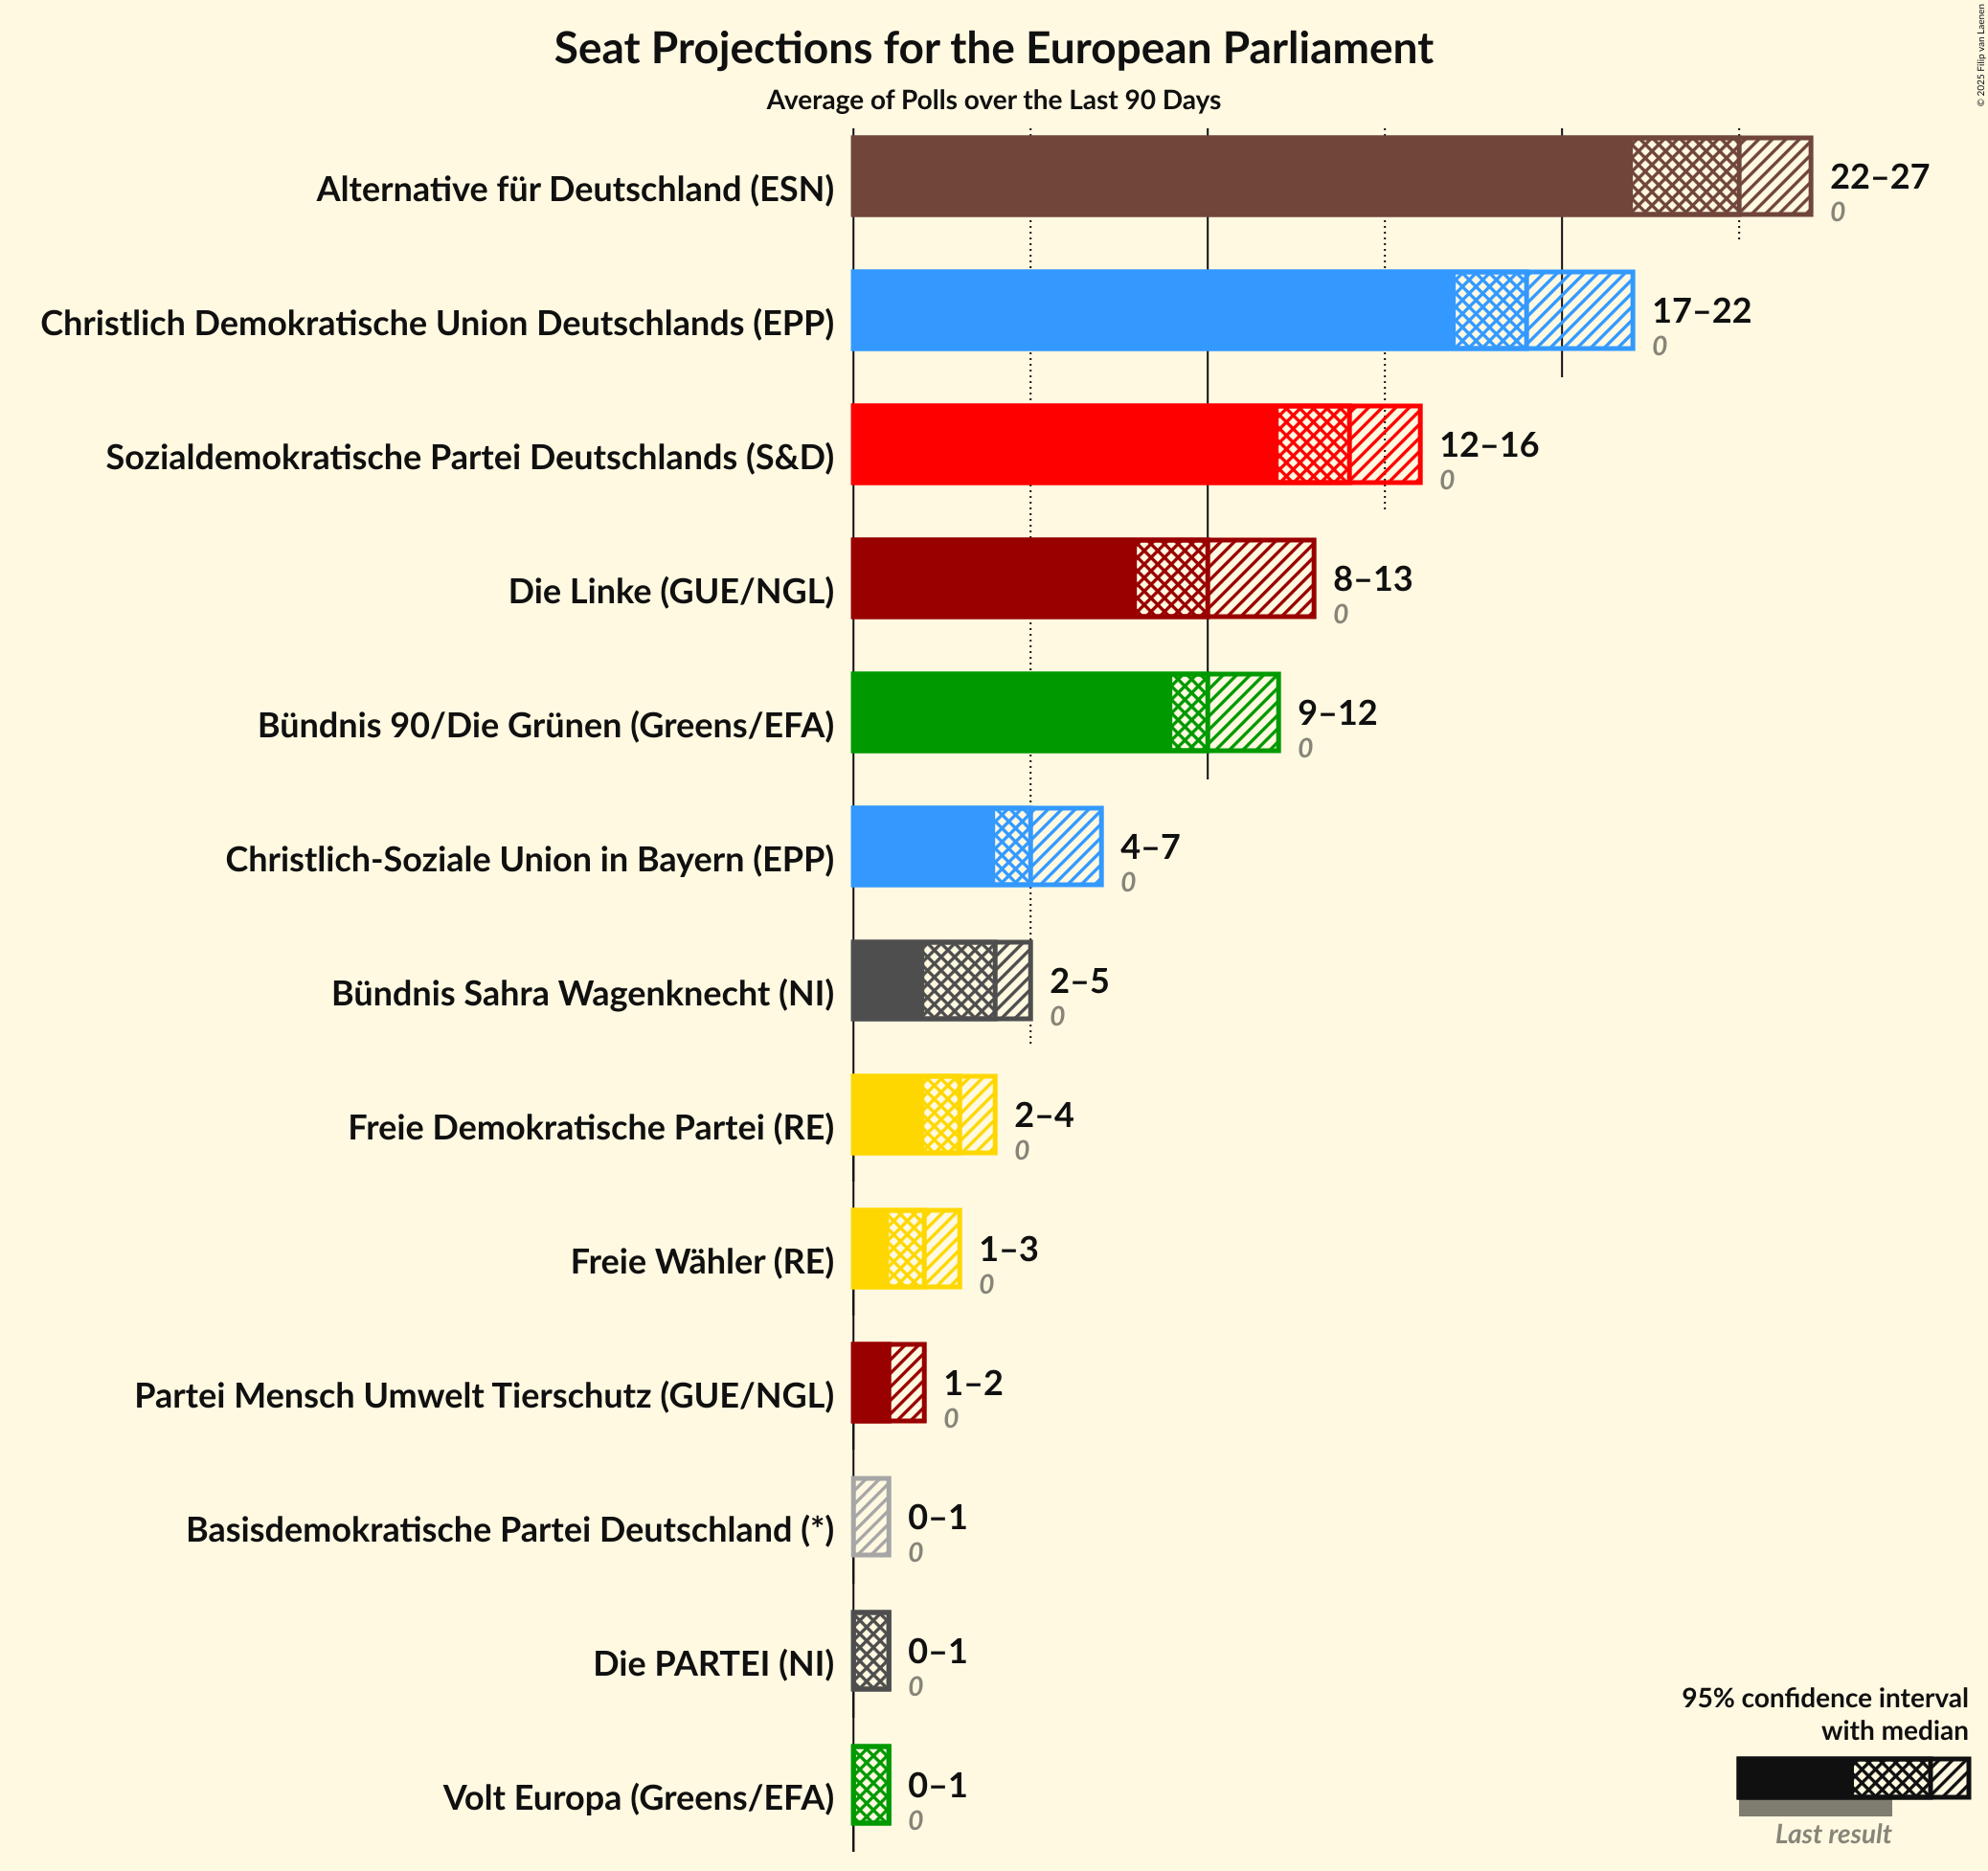 Seat Projections for the European Parliament
Average of Polls over the Last 90 Days
© 2025 Filip van Laenen
Alternative für Deutschland (ESN)
22–27
0
Christlich Demokratische Union Deutschlands (EPP)
17–22
0
Sozialdemokratische Partei Deutschlands (S&D)
12–16
0
Die Linke (GUE/NGL)
8–13
0
Bündnis 90/Die Grünen (Greens/EFA)
9–12
0
Christlich-Soziale Union in Bayern (EPP)
4–7
0
Bündnis Sahra Wagenknecht (NI)
2–5
0
Freie Demokratische Partei (RE)
2–4
0
Freie Wähler (RE)
1–3
0
Partei Mensch Umwelt Tierschutz (GUE/NGL)
1–2
0
Basisdemokratische Partei Deutschland (*)
0–1
0
Die PARTEI (NI)
0–1
0
Volt Europa (Greens/EFA)
0–1
0
95% confidence interval
with median
Last result